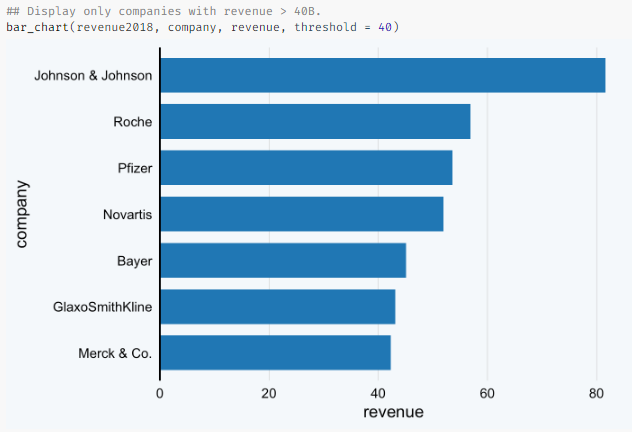 ## Display only companies with revenue > 40B.
bar_chart(revenue2018, company, revenue, threshold = 40)
Johnson & Johnson
Roche
Pfizer
Novartis
Bayer
GlaxoSmithKline
Merck & Co.
company
0 20 40 60 80
revenue